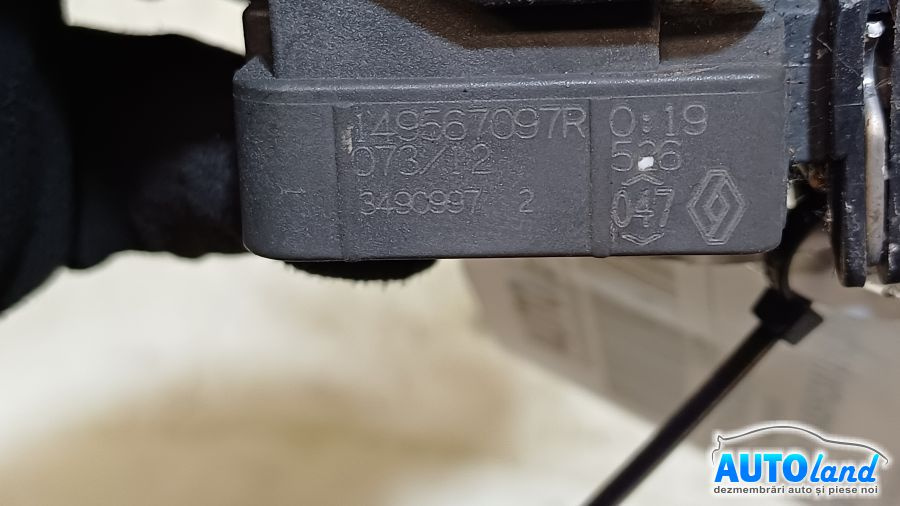 149567097R
073/12
3490997 2
0:19
526
047
AUTOland
dezmembrări auto și piese noi